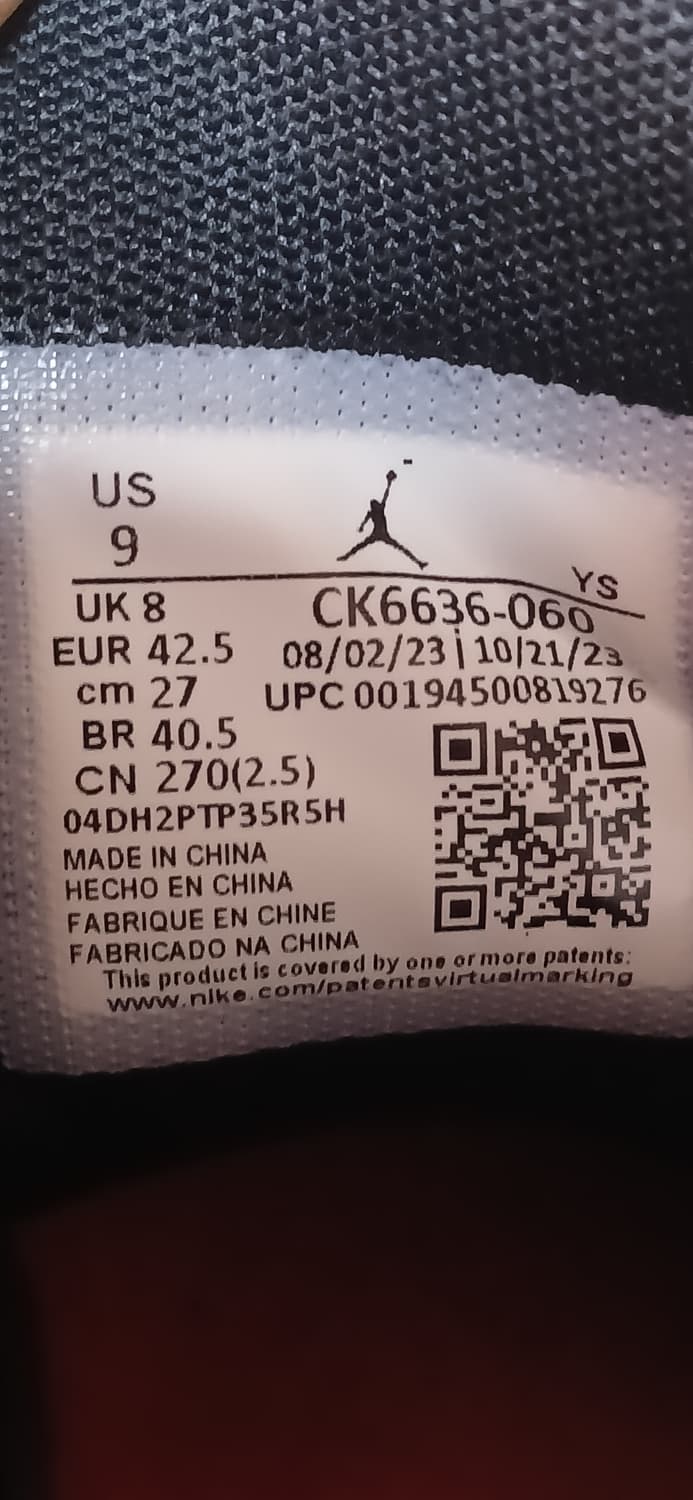 US
9
YS
UK 8
CK6636-060
EUR 42.5
08/02/23 | 10/21/23
cm 27
UPC 00194500819276
BR 40.5
CN 270(2.5)
04DH2PTP35R5H
MADE IN CHINA
HECHO EN CHINA
FABRIQUE EN CHINE
FABRICADO NA CHINA
This product is covered by one or more patents:
www.nike.com/patentsvirtualmarking